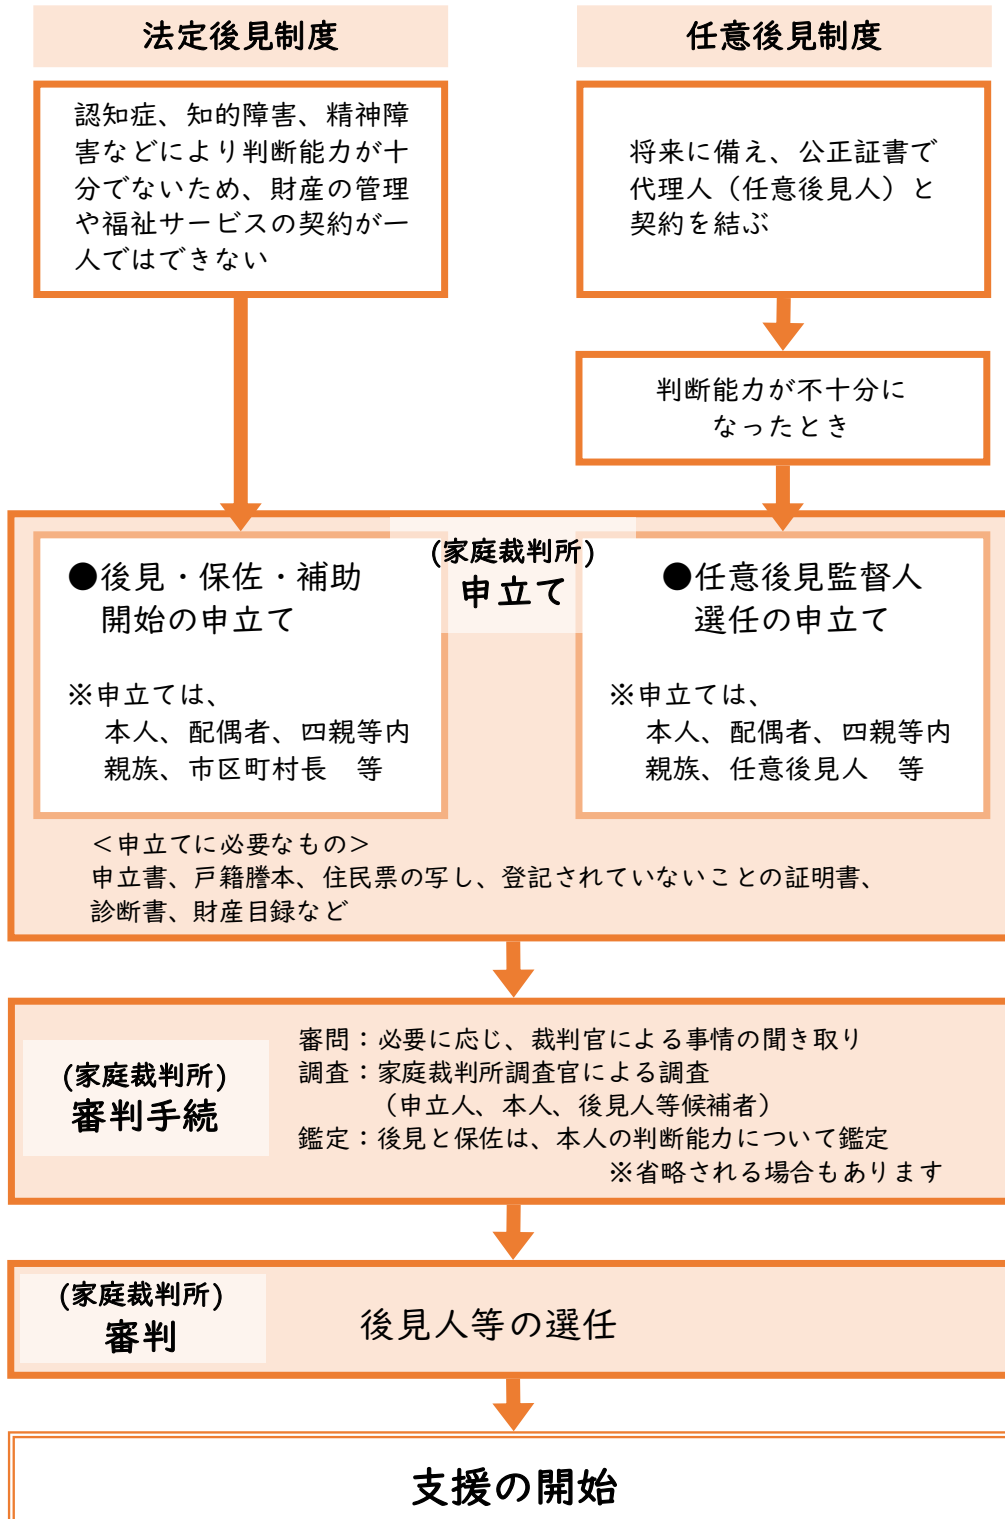 法定後見制度
認知症、知的障害、精神障
害などにより判断能力が十
分でないため、財産の管理
や福祉サービスの契約が一
人ではできない
任意後見制度
将来に備え、公正証書で
代理人（任意後見人）と
契約を結ぶ
判断能力が不十分に
なったとき
(家庭裁判所)
申立て
●後見・保佐・補助
開始の申立て
※申立ては、
本人、配偶者、四親等内
親族、市区町村長　等
●任意後見監督人
選任の申立て
※申立ては、
本人、配偶者、四親等内
親族、任意後見人　等
＜申立てに必要なもの＞
申立書、戸籍謄本、住民票の写し、登記されていないことの証明書、
診断書、財産目録など
(家庭裁判所)
審判手続
審問：必要に応じ、裁判官による事情の聞き取り
調査：家庭裁判所調査官による調査
（申立人、本人、後見人等候補者）
鑑定：後見と保佐は、本人の判断能力について鑑定
※省略される場合もあります
(家庭裁判所)
審判
後見人等の選任
支援の開始